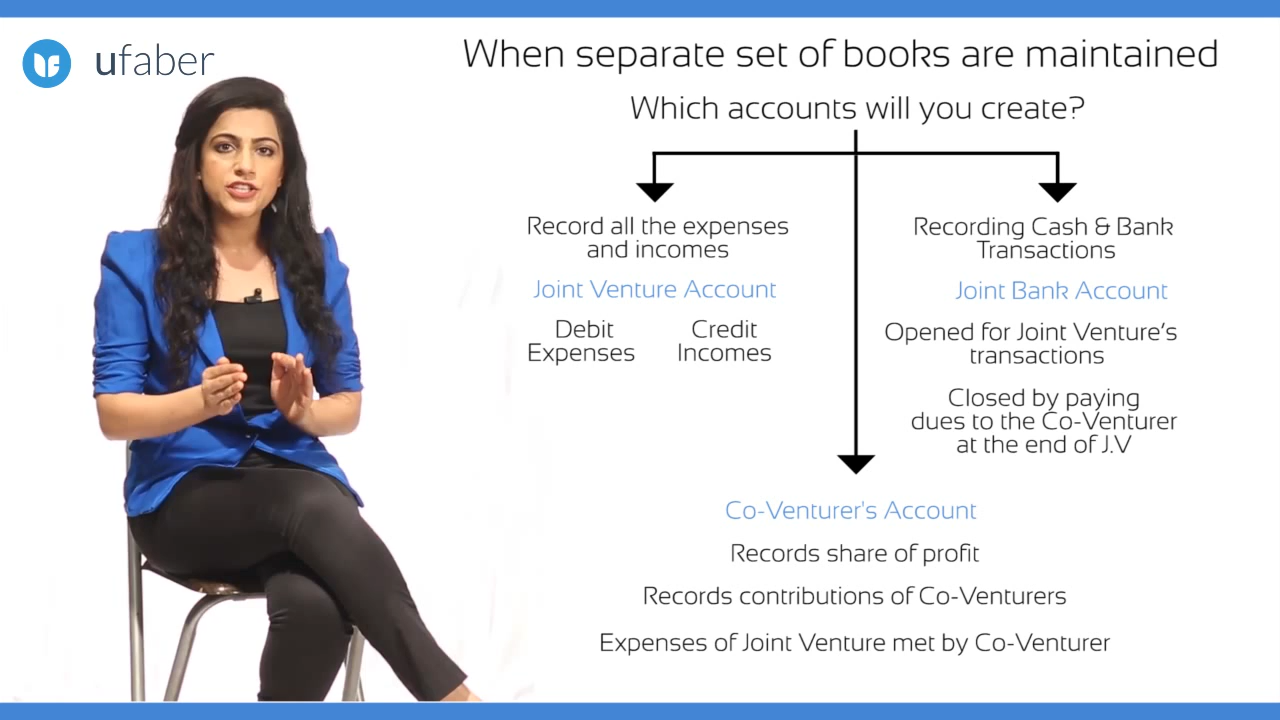 ufaber
When separate set of books are maintained
Which accounts will you create?
Record all the expenses
and incomes
Joint Venture Account
Debit
Expenses
Credit
Incomes
Recording Cash & Bank
Transactions
Joint Bank Account
Opened for Joint Venture's
transactions
Closed by paying
dues to the Co-Venturer
at the end of J.V
Co-Venturer's Account
Records share of profit
Records contributions of Co-Venturers
Expenses of Joint Venture met by Co-Venturer